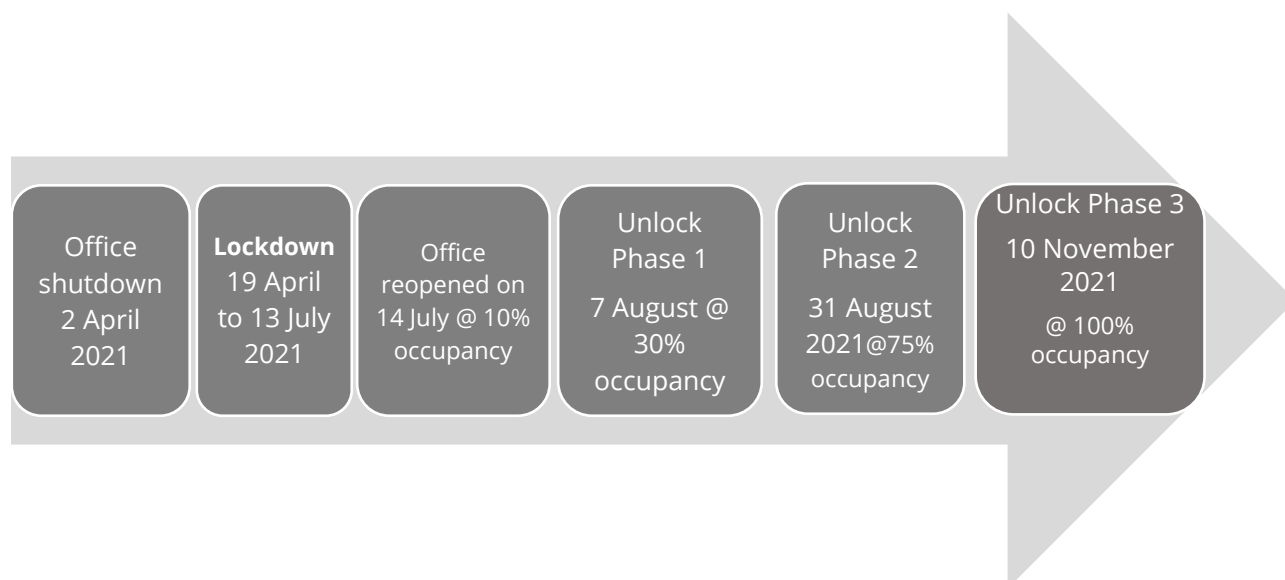 Office
shutdown
2 April
2021
Lockdown
19 April
to 13 July
2021
Office
reopened on
14 July @ 10%
occupancy
Unlock
Phase 1
7 August @
30%
occupancy
Unlock
Phase 2
31 August
2021@75%
occupancy
Unlock Phase 3
10 November
2021
@ 100%
occupancy